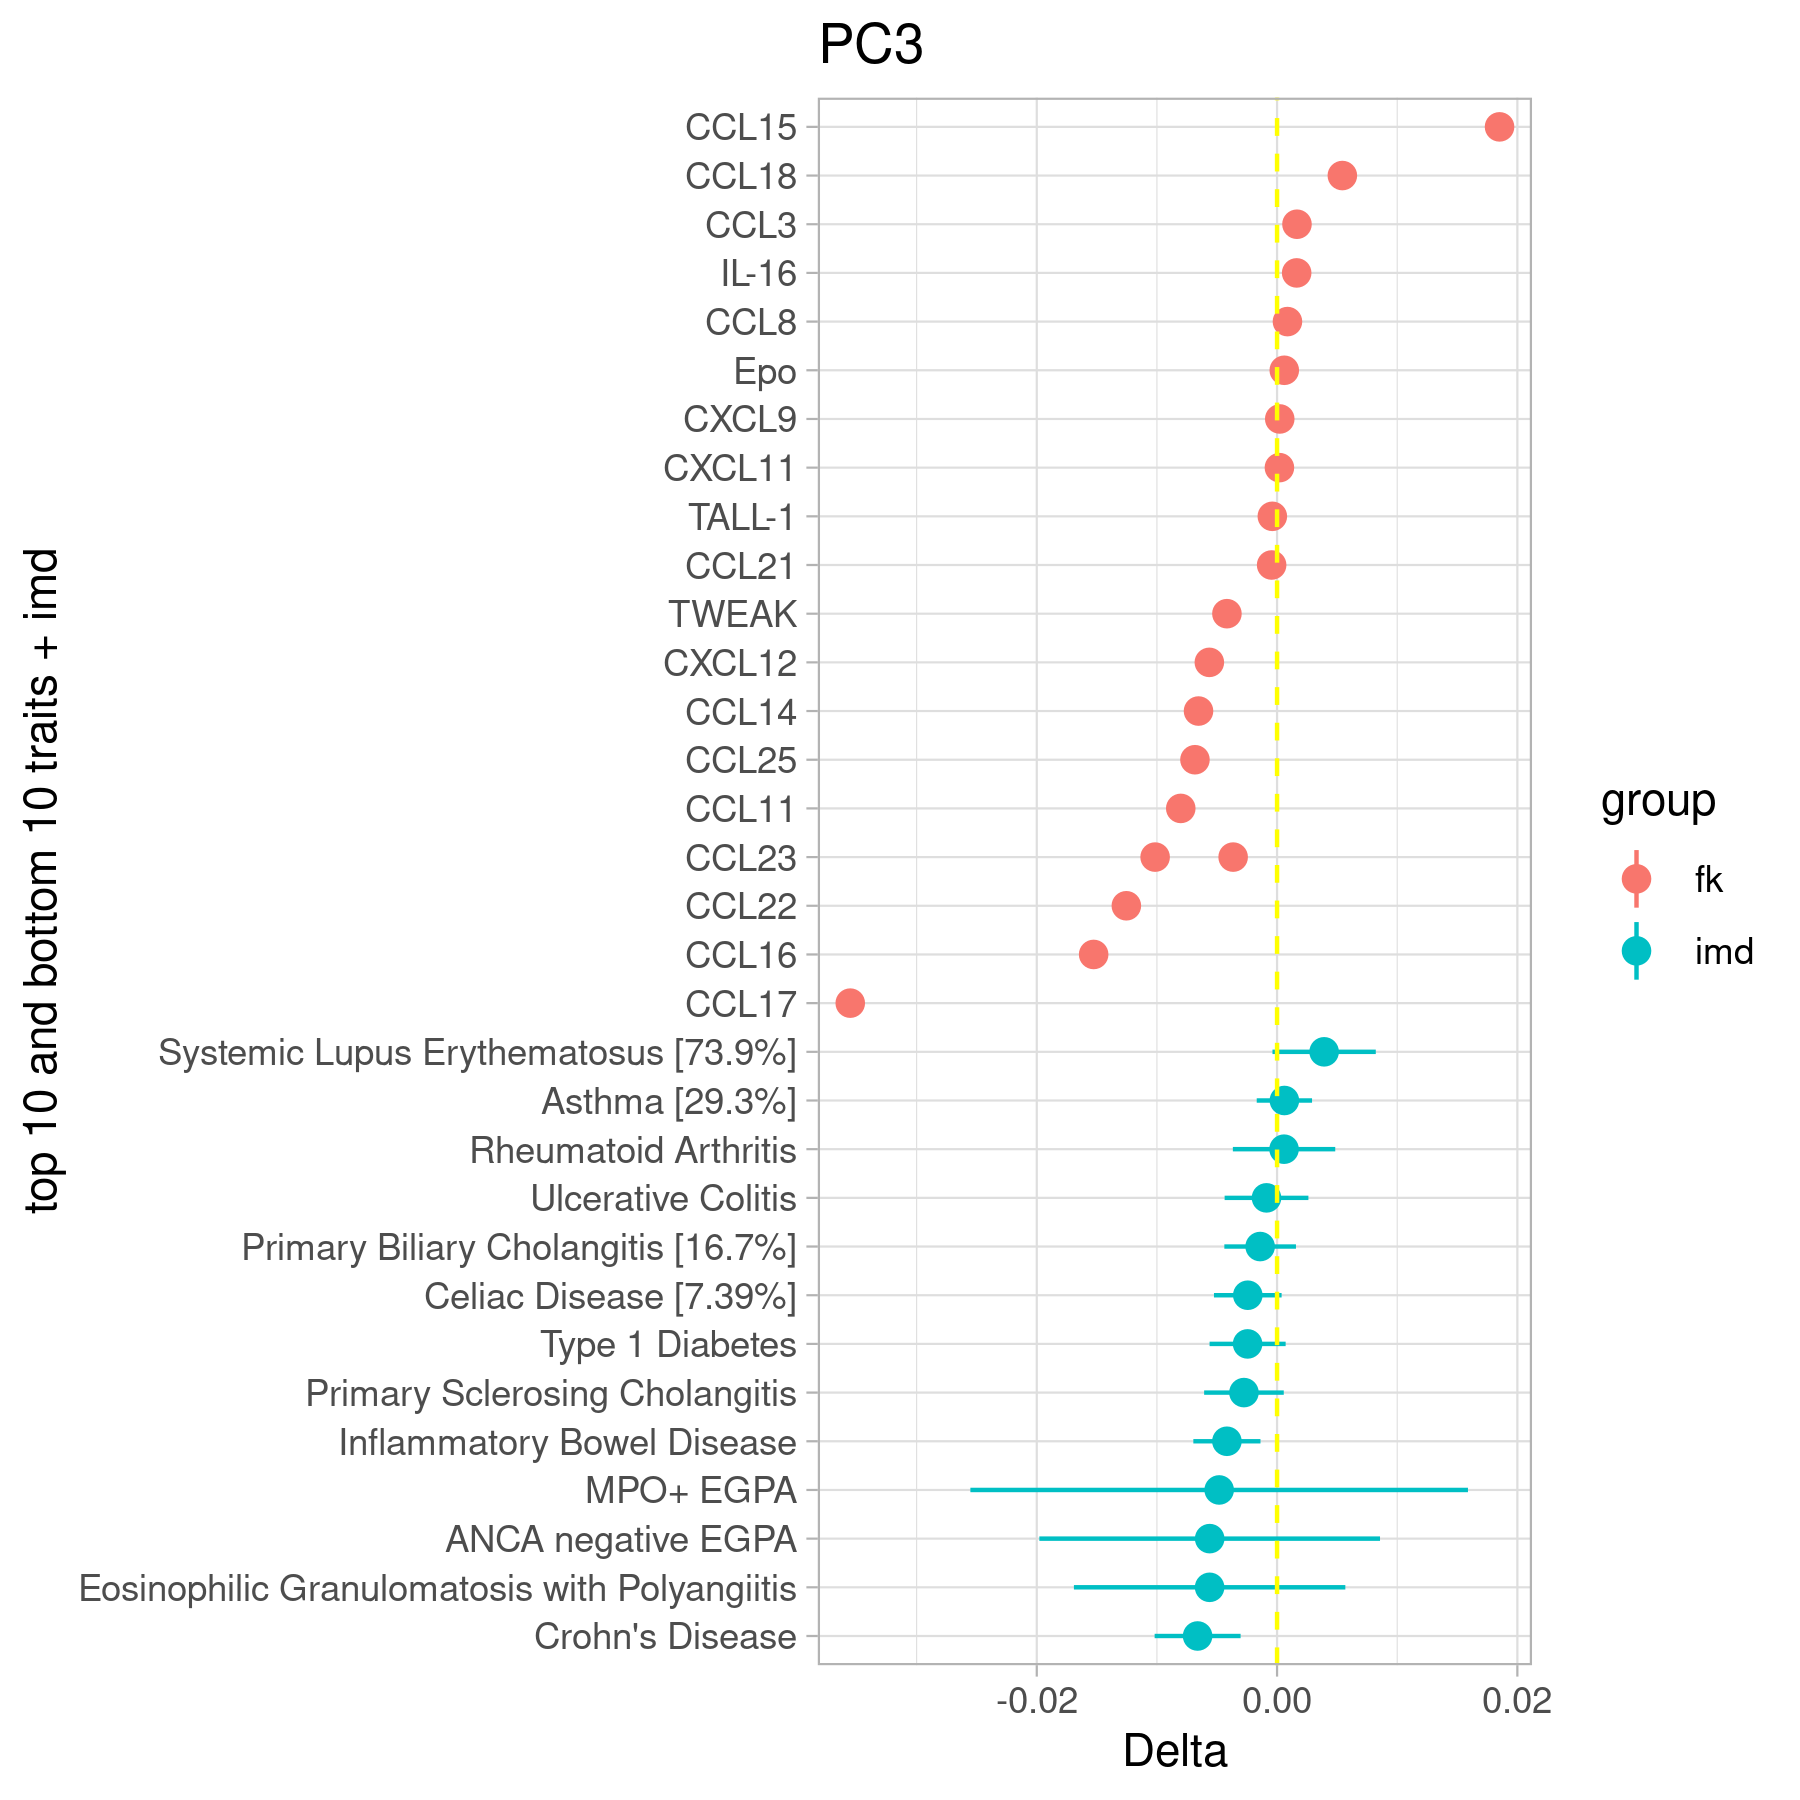 PC3
CCL15
CCL18
CCL3
IL-16
CCL8
Epo
CXCL9
CXCL11
TALL-1
CCL21
TWEAK
CXCL12
CCL14
CCL25
CCL11
CCL23
CCL22
CCL16
CCL17
Systemic Lupus Erythematosus [73.9%]
Asthma [29.3%]
Rheumatoid Arthritis
Ulcerative Colitis
Primary Biliary Cholangitis [16.7%]
Celiac Disease [7.39%]
Type 1 Diabetes
Primary Sclerosing Cholangitis
Inflammatory Bowel Disease
MPO+ EGPA
ANCA negative EGPA
Eosinophilic Granulomatosis with Polyangiitis
Crohn's Disease
top 10 and bottom 10 traits + imd
-0.02 0.00 0.02
Delta
group
fk
imd